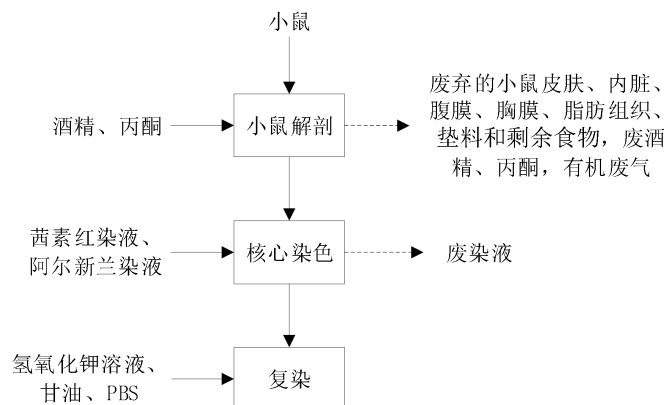 小鼠
酒精、丙酮
小鼠解剖
废弃的小鼠皮肤、内脏、
腹膜、胸膜、脂肪组织、
垫料和剩余食物，废酒
精、丙酮，有机废气
茜素红染液、
阿尔新兰染液
核心染色
废染液
氢氧化钾溶液、
甘油、PBS
复染